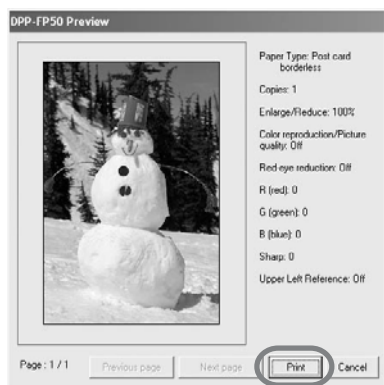 DPP-FP50 Preview
Paper Type: Post card
borderless
Copies: 1
Enlarge/Reduce: 100%
Color reproduction/Picture
quality: Off
Red eye reduction: Off
R (red): 0
G (green): 0
B (blue): 0
Sharp: 0
Upper Left Reference: Off
Page : 1 / 1
Previous page
Next page
Print
Cancel